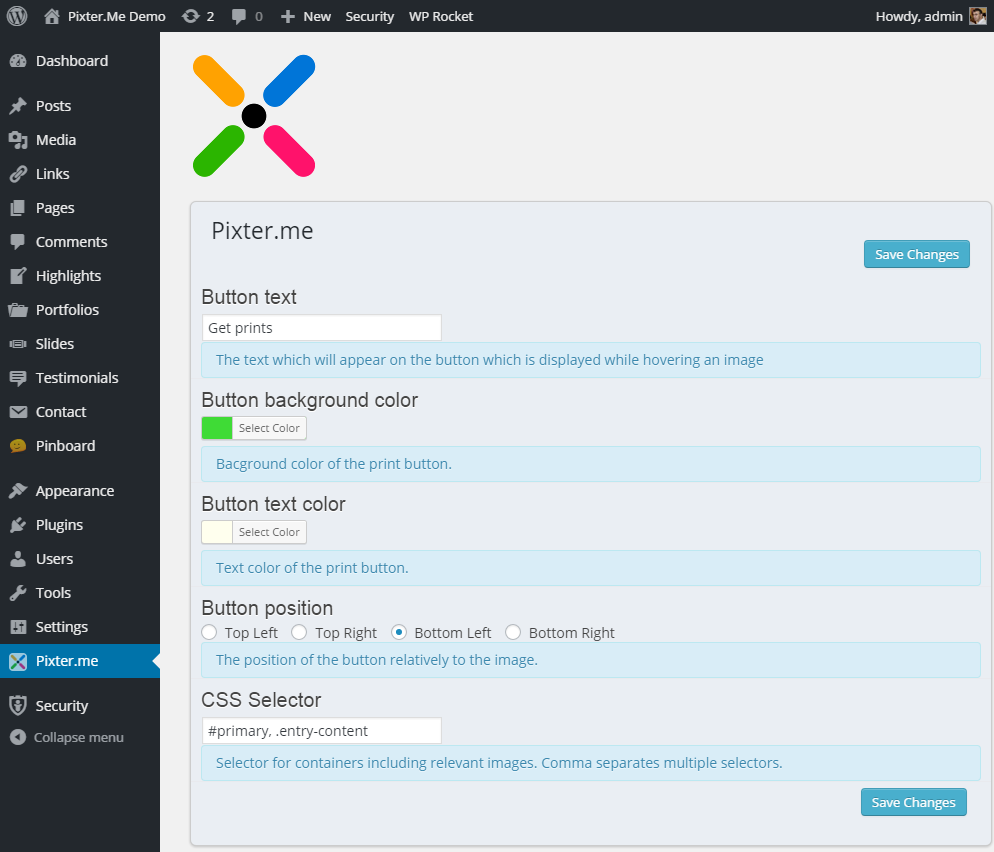 Pixter.Me Demo 2 0 New Security WP Rocket Howdy, admin
Dashboard
Posts
Media
Links
Pages
Comments
Highlights
Portfolios
Slides
Testimonials
Contact
Pinboard
Appearance
Plugins
Users
Tools
Settings
Pixter.me
Security
Collapse menu
Pixter.me
Save Changes
Button text
Get prints
The text which will appear on the button which is displayed while hovering an image
Button background color
Select Color
Bacground color of the print button.
Button text color
Select Color
Text color of the print button.
Button position
Top Left Top Right Bottom Left Bottom Right
The position of the button relatively to the image.
CSS Selector
#primary, .entry-content
Selector for containers including relevant images. Comma separates multiple selectors.
Save Changes